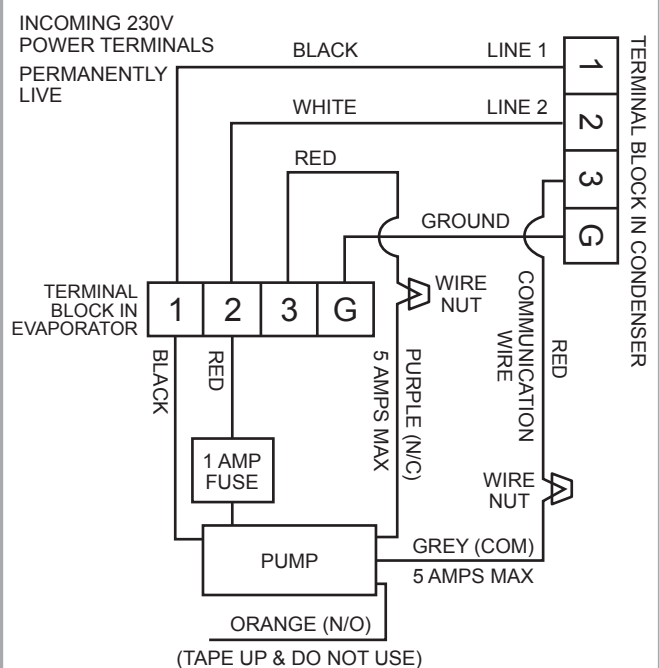 INCOMING 230V
POWER TERMINALS
PERMANENTLY
LIVE
BLACK
LINE 1
WHITE
LINE 2
RED
GROUND
1
2
3
G
TERMINAL BLOCK IN CONDENSER
TERMINAL
BLOCK IN
EVAPORATOR
1
2
3
G
WIRE
NUT
BLACK
RED
5 AMPS MAX
PURPLE (N/C)
COMMUNICATION
WIRE
RED
1 AMP
FUSE
WIRE
NUT
PUMP
GREY (COM)
5 AMPS MAX
ORANGE (N/O)
(TAPE UP & DO NOT USE)